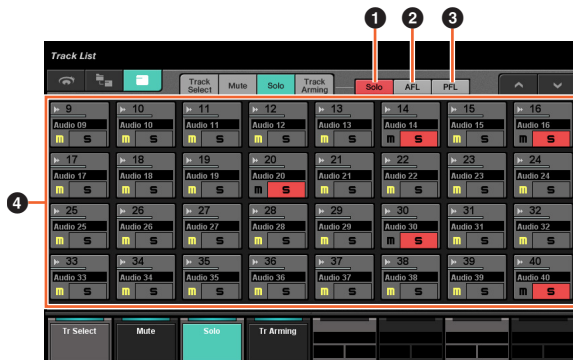 1 2 3
Track List
Track Select Mute Solo Track Arming Solo AFL PFL
9 10 11 12 13 14 15 16
Audio 09 Audio 10 Audio 11 Audio 12 Audio 13 Audio 14 Audio 15 Audio 16
m S m S m S m S m S m S m S m S
17 18 19 20 21 22 23 24
Audio 17 Audio 18 Audio 19 Audio 20 Audio 21 Audio 22 Audio 23 Audio 24
m S m S m S m S m S m S m S m S
4
25 26 27 28 29 30 31 32
Audio 25 Audio 26 Audio 27 Audio 28 Audio 29 Audio 30 Audio 31 Audio 32
m S m S m S m S m S m S m S m S
33 34 35 36 37 38 39 40
Audio 33 Audio 34 Audio 35 Audio 36 Audio 37 Audio 38 Audio 39 Audio 40
m S m S m S m S m S m S m S m S
Tr Select Mute Solo Tr Arming